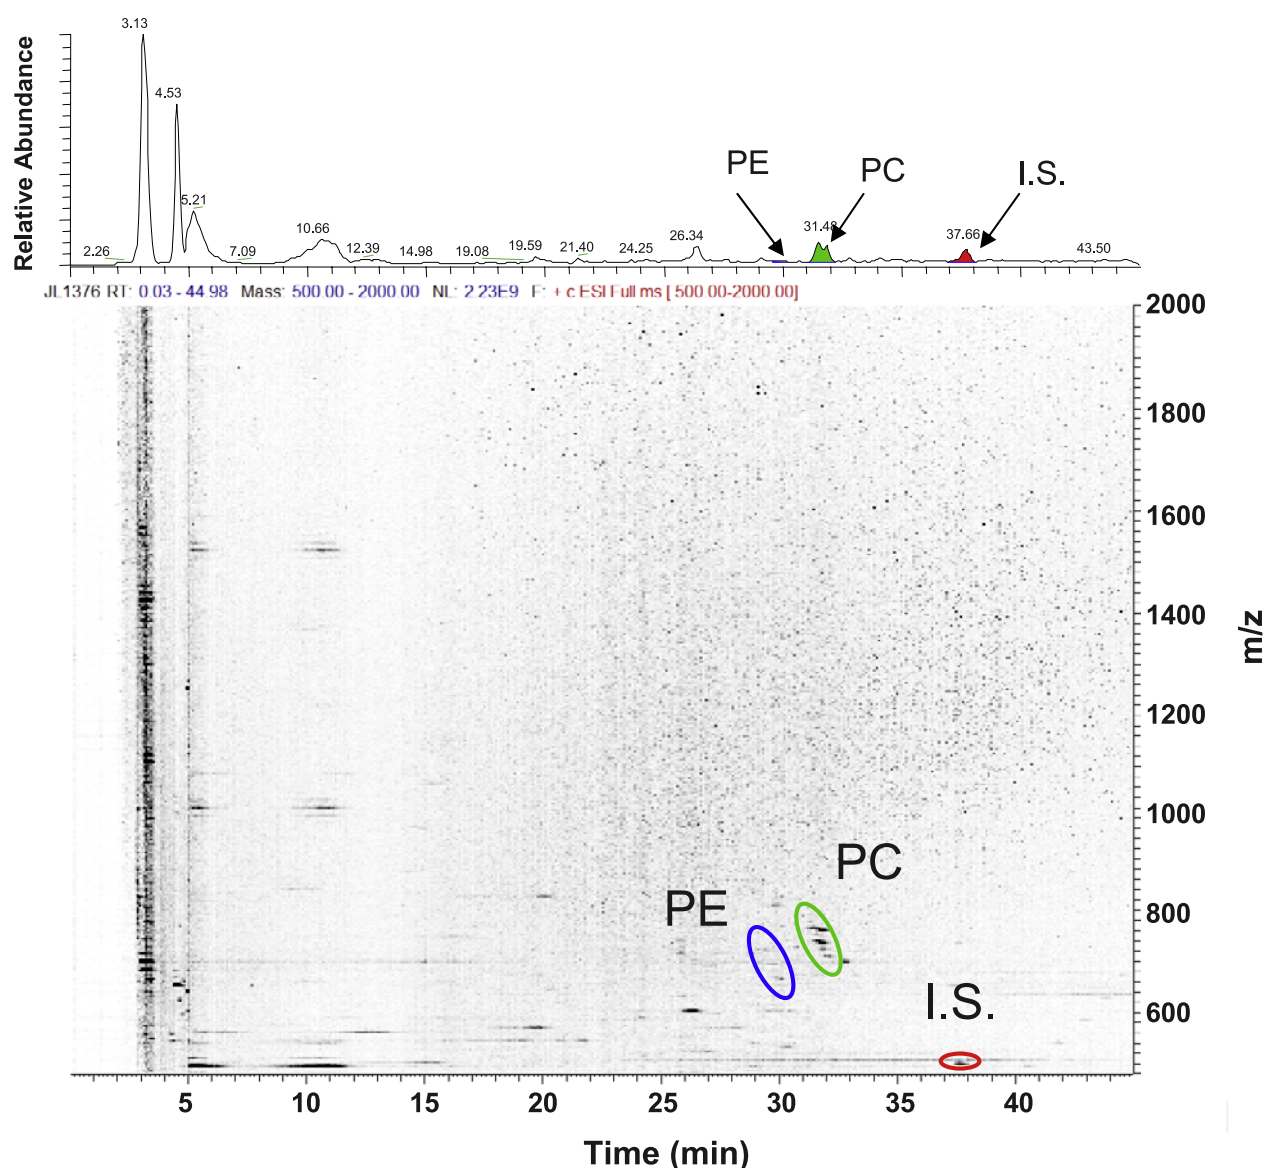 3.13
4.53
5.21
2.26
7.09
10.66
12.39
14.98
19.08
19.59
21.40
24.25
26.34
31.48
37.66
43.50
PE
PC
I.S.
Relative Abundance
JL1376 RT: 0.03 - 44.98 Mass: 500.00 - 2000.00 NL: 2.23E9 F: + c ESI Full ms [ 500.00-2000.00]
2000
1800
1600
1400
1200
1000
800
600
m/z
PC
PE
I.S.
5 10 15 20 25 30 35 40
Time (min)